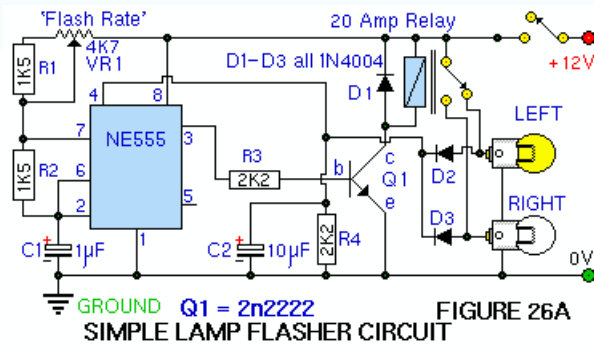 'Flash Rate'
20 Amp Relay
4K7
VR1
R1
1K5
D1-D3 all 1N4004
+12V
4
8
D1
LEFT
7
NE555
3
R3
2K2
b
c
Q1
e
D2
R2
1K5
6
2
5
RIGHT
D3
C1
+
1µF
1
C2
+
10µF
2K2
R4
0V
GROUND
Q1 = 2n2222
FIGURE 26A
SIMPLE LAMP FLASHER CIRCUIT